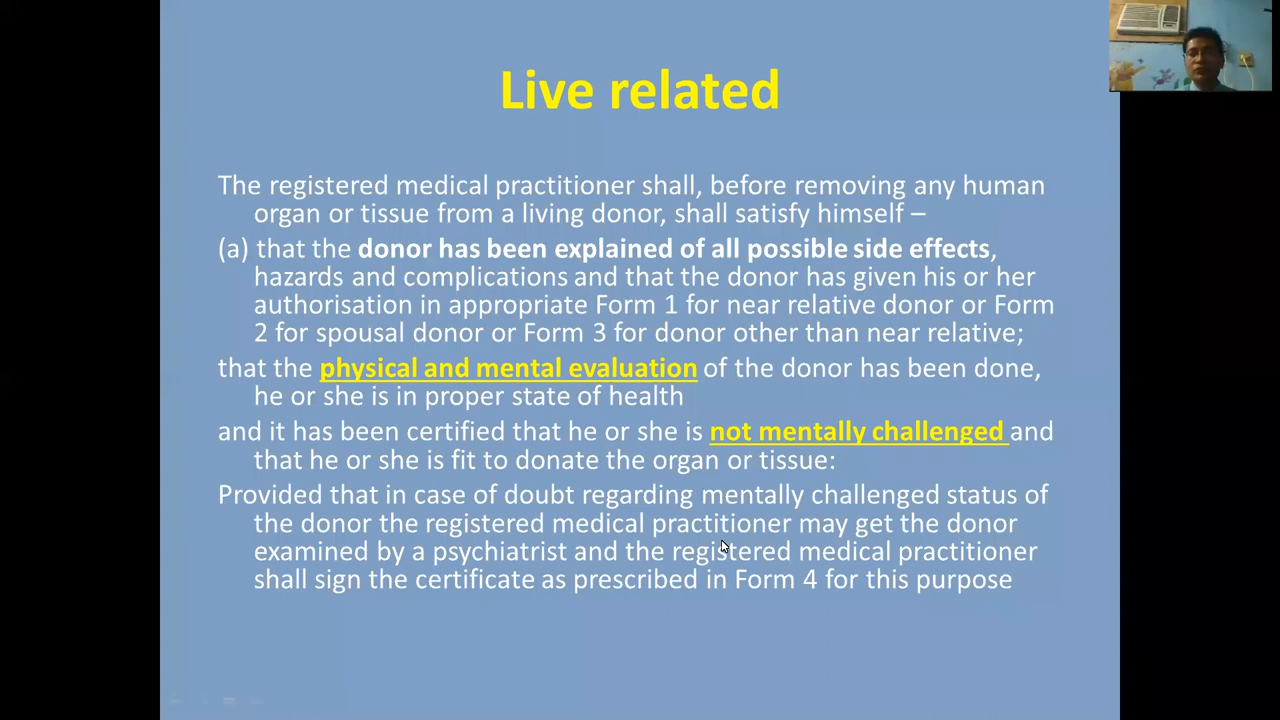 Live related
The registered medical practitioner shall, before removing any human
organ or tissue from a living donor, shall satisfy himself –
(a) that the donor has been explained of all possible side effects,
hazards and complications and that the donor has given his or her
authorisation in appropriate Form 1 for near relative donor or Form
2 for spousal donor or Form 3 for donor other than near relative;
that the physical and mental evaluation of the donor has been done,
he or she is in proper state of health
and it has been certified that he or she is not mentally challenged and
that he or she is fit to donate the organ or tissue:
Provided that in case of doubt regarding mentally challenged status of
the donor the registered medical practitioner may get the donor
examined by a psychiatrist and the registered medical practitioner
shall sign the certificate as prescribed in Form 4 for this purpose